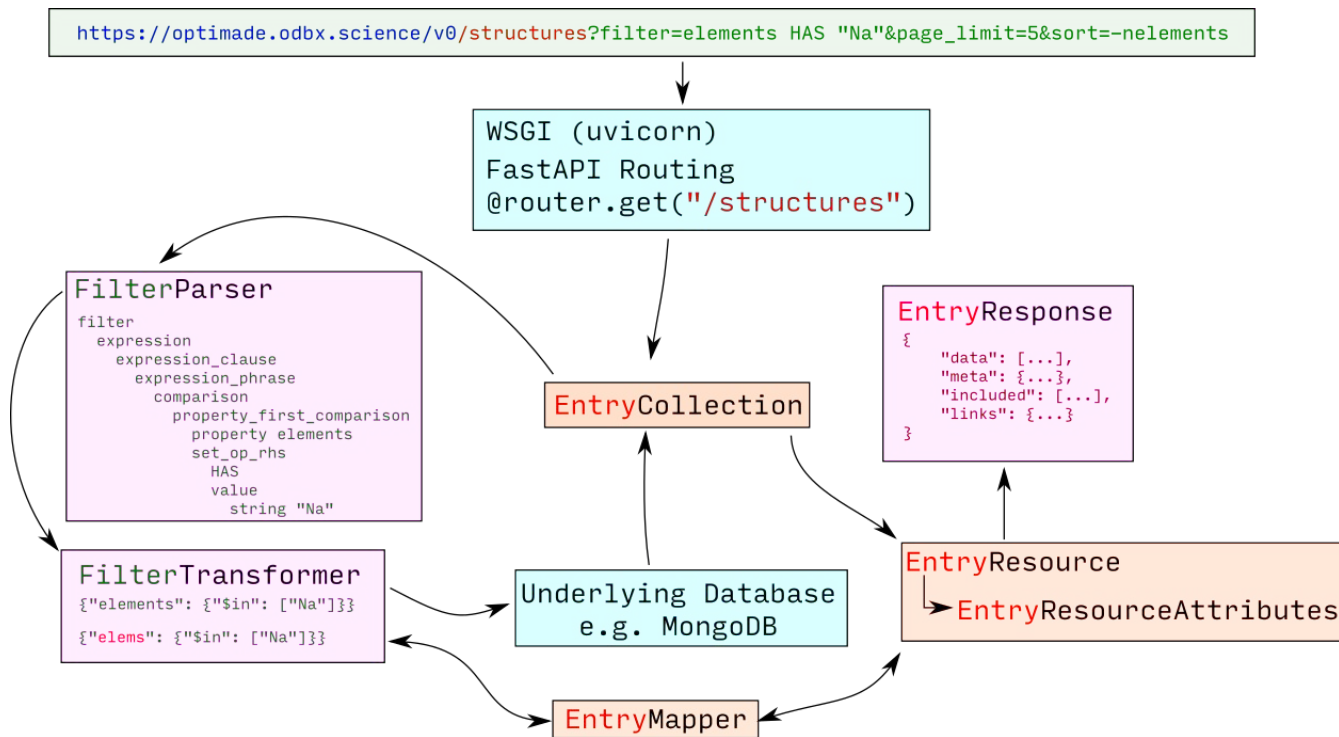 https://optimade.odbx.science/v0/structures?filter=elements HAS "Na"&page_limit=5&sort=-nelements
WSGI (uvicorn)
FastAPI Routing
@router.get("/structures")
FilterParser
filter
expression
expression_clause
expression_phrase
comparison
property_first_comparison
property elements
set_op_rhs
HAS
value
string "Na"
EntryResponse
{
"data": [...],
"meta": {...},
"included": [...],
"links": {...}
}
EntryCollection
FilterTransformer
{"elements": {"$in": ["Na"]}}
{"elems": {"$in": ["Na"]}}
Underlying Database
e.g. MongoDB
EntryResource
EntryResourceAttributes
EntryMapper